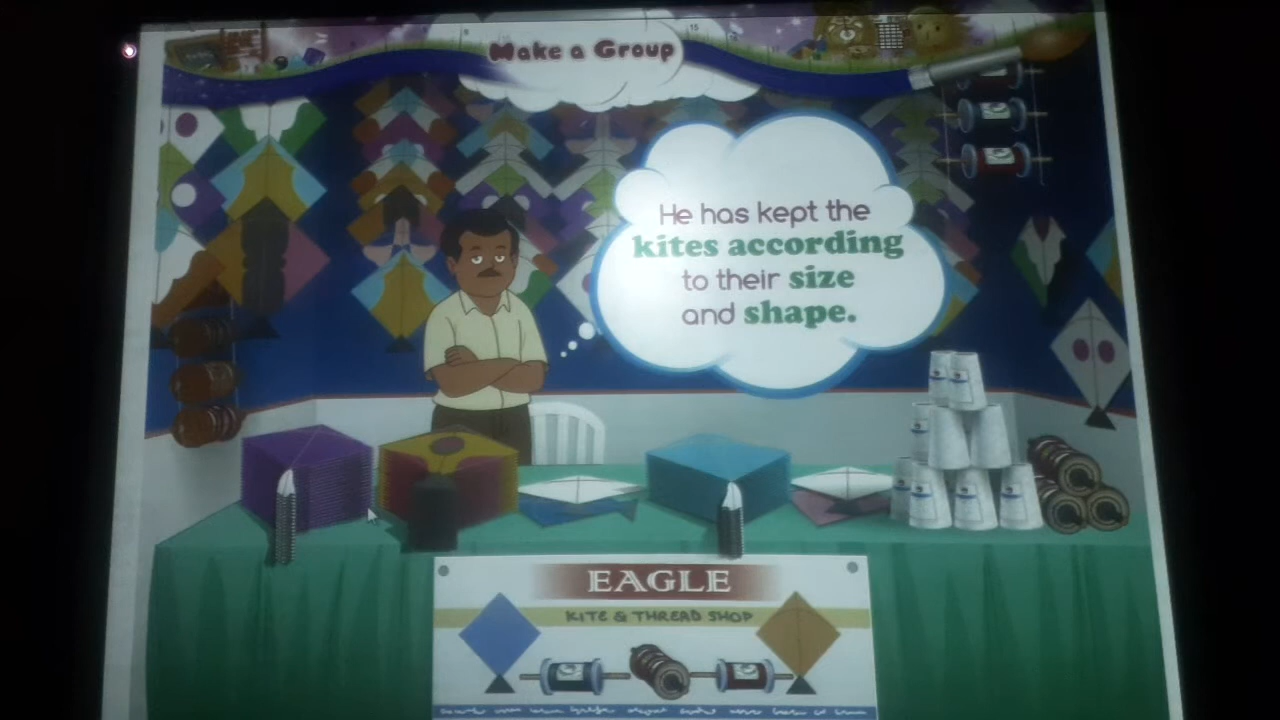 Make a Group
He has kept the
kites according
to their size
and shape.
EAGLE
KITE & THREAD SHOP